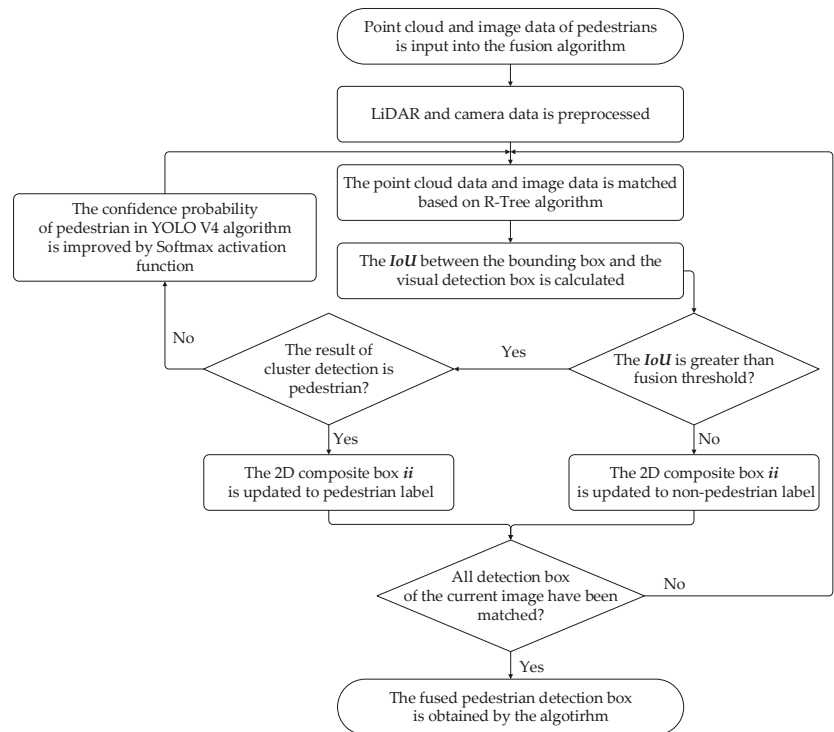 Point cloud and image data of pedestrians
is input into the fusion algorithm
LiDAR and camera data is preprocessed
The point cloud data and image data is matched
based on R-Tree algorithm
The confidence probability
of pedestrian in YOLO V4 algorithm
is improved by Softmax activation
function
The IoU between the bounding box and the
visual detection box is calculated
No
The result of
cluster detection is
pedestrian?
Yes
The IoU is greater than
fusion threshold?
Yes
No
The 2D composite box ii
is updated to pedestrian label
The 2D composite box ii
is updated to non-pedestrian label
All detection box
of the current image have been
matched?
No
Yes
The fused pedestrian detection box
is obtained by the algotirhm